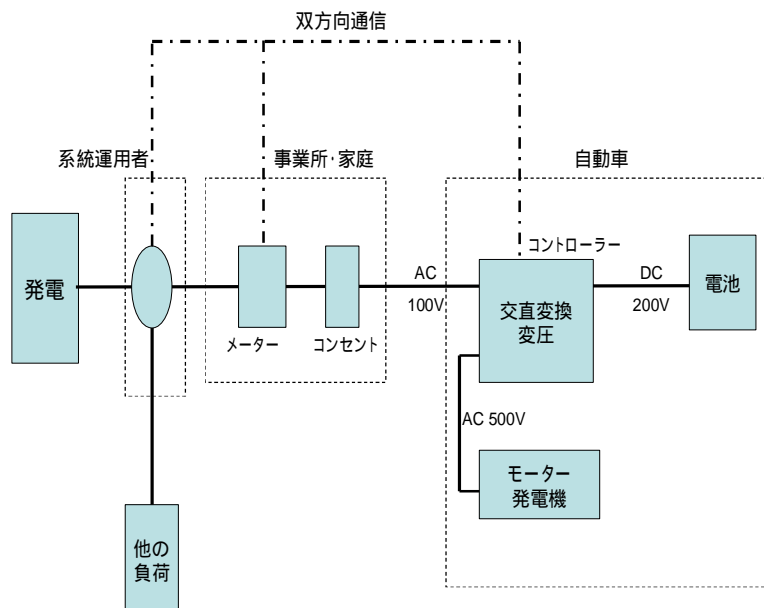 双方向通信
系統運用者
事業所・家庭
自動車
発電
メーター
コンセント
AC
100V
コントローラー
交直変換
変圧
DC
200V
電池
AC 500V
モーター
発電機
他の
負荷